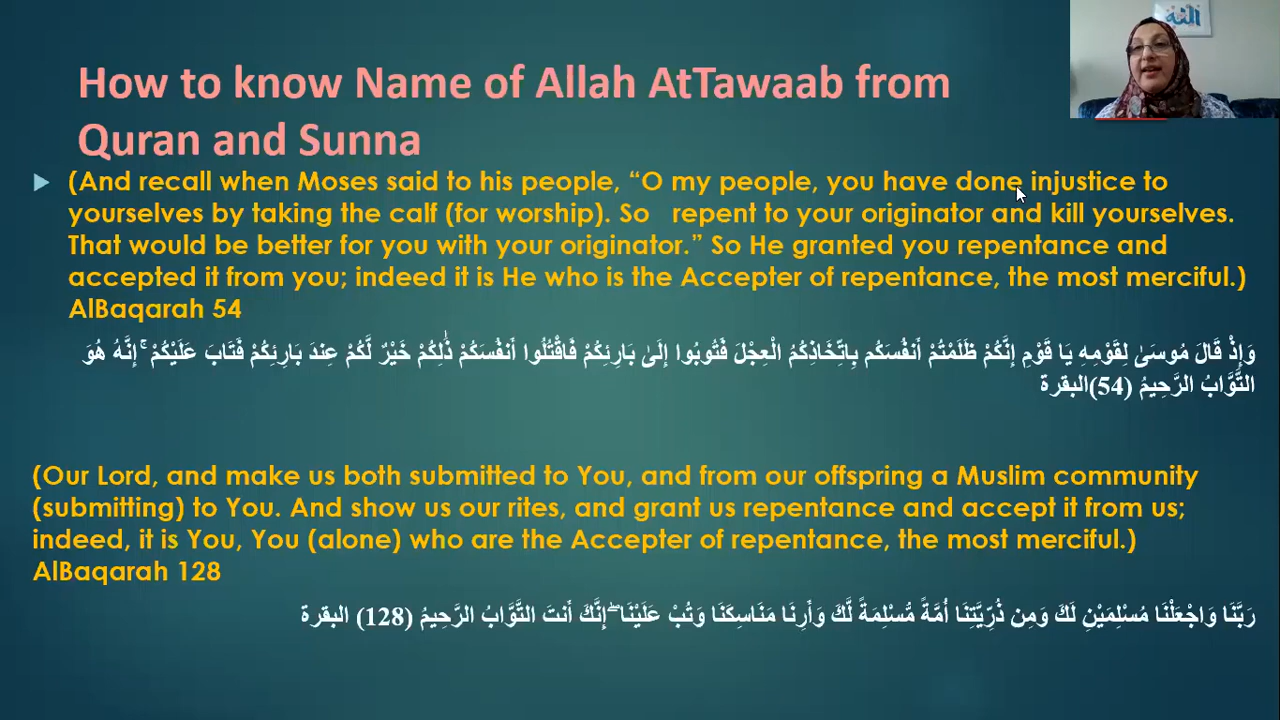 الله
How to know Name of Allah AtTawaab from
Quran and Sunna
(And recall when Moses said to his people, “O my people, you have done injustice to
yourselves by taking the calf (for worship). So repent to your originator and kill yourselves.
That would be better for you with your originator.” So He granted you repentance and
accepted it from you; indeed it is He who is the Accepter of repentance, the most merciful.)
AlBaqarah 54
وَإِذْ قَالَ مُوسَىٰ لِقَوْمِهِ يَا قَوْمِ إِنَّكُمْ ظَلَمْتُمْ أَنفُسَكُم بِاتِّخَاذِكُمُ الْعِجْلَ فَتُوبُوا إِلَىٰ بَارِئِكُمْ فَاقْتُلُوا أَنفُسَكُمْ ذَٰلِكُمْ خَيْرٌ لَّكُمْ عِندَ بَارِئِكُمْ فَتَابَ عَلَيْكُمْ ۚ إِنَّهُ هُوَ
التَّوَّابُ الرَّحِيمُ (54)البقرة
(Our Lord, and make us both submitted to You, and from our offspring a Muslim community
(submitting) to You. And show us our rites, and grant us repentance and accept it from us;
indeed, it is You, You (alone) who are the Accepter of repentance, the most merciful.)
AlBaqarah 128
رَبَّنَا وَاجْعَلْنَا مُسْلِمَيْنِ لَكَ وَمِن ذُرِّيَّتِنَا أُمَّةً مُّسْلِمَةً لَّكَ وَأَرِنَا مَنَاسِكَنَا وَتُبْ عَلَيْنَا ۖ إِنَّكَ أَنتَ التَّوَّابُ الرَّحِيمُ (128) البقرة